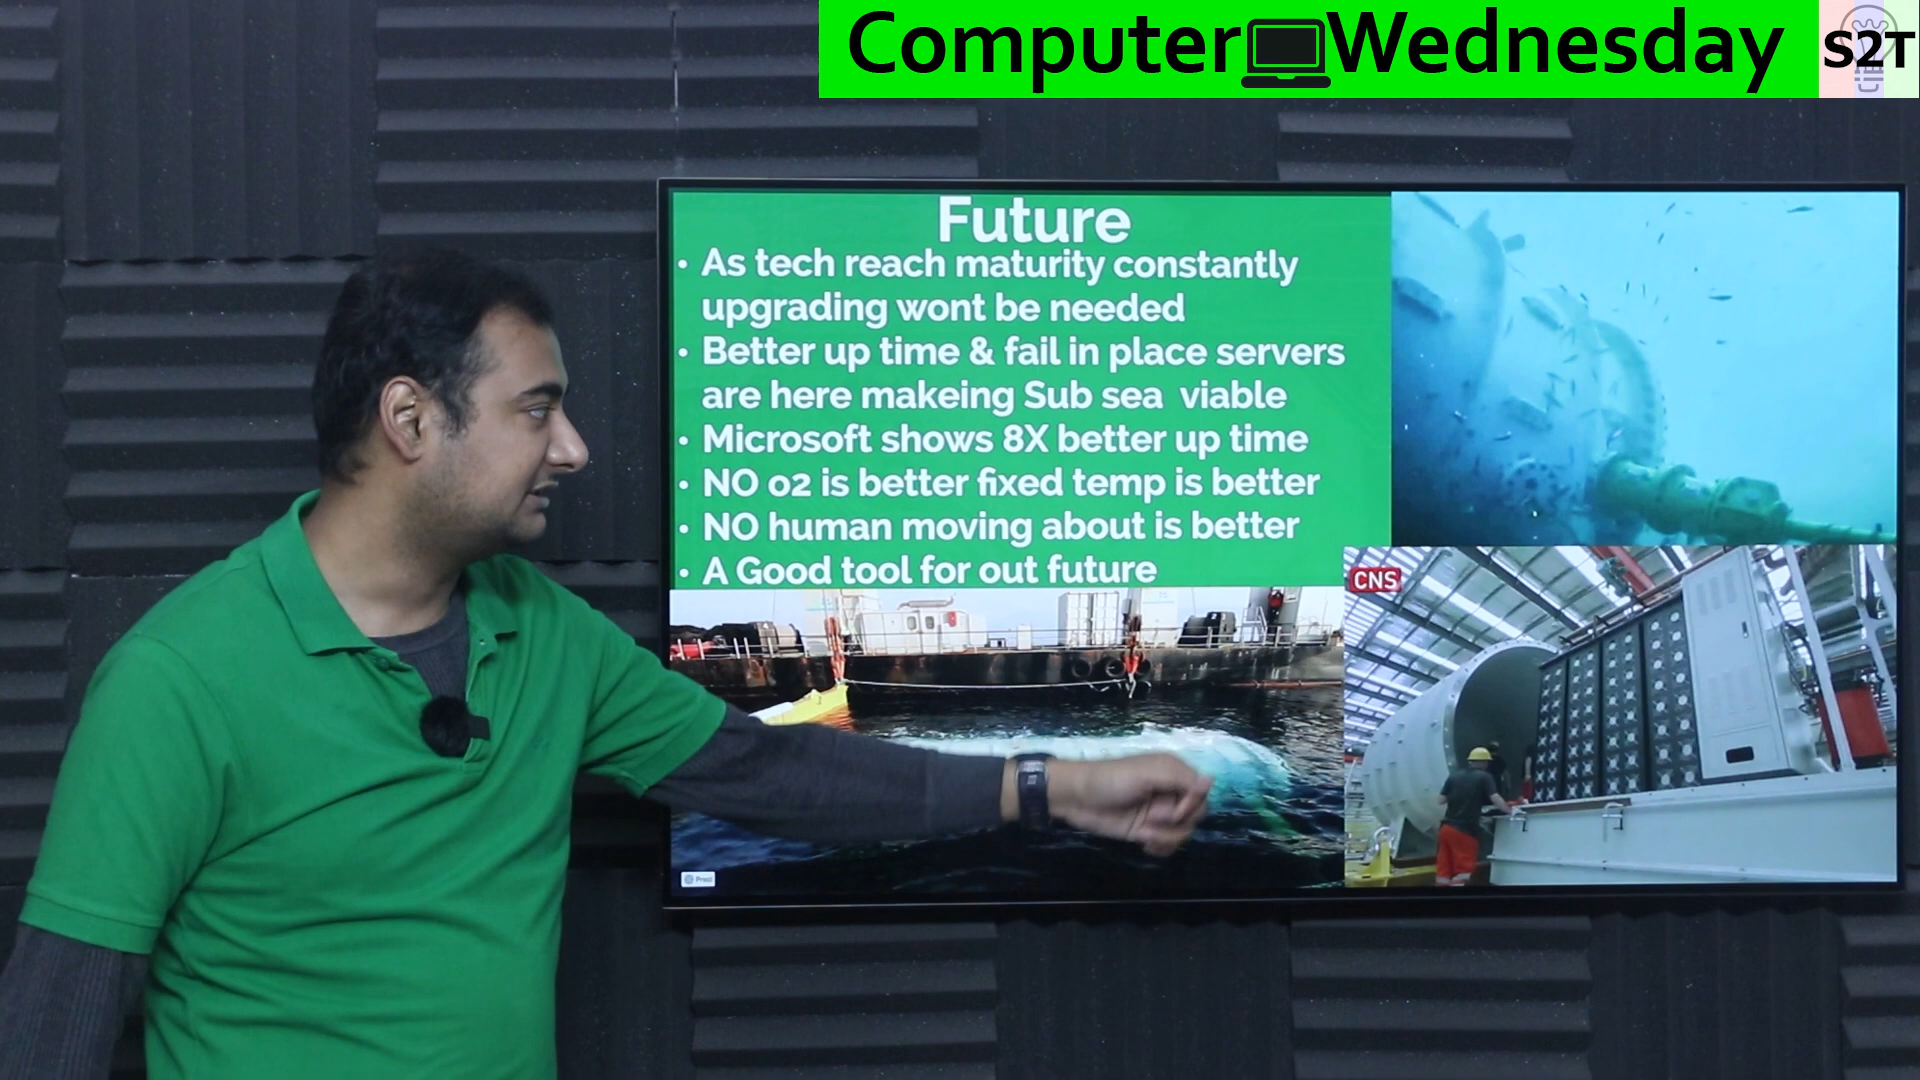 Computer Wednesday
S2T
Future
• As tech reach maturity constantly
upgrading wont be needed
• Better up time & fail in place servers
are here makeing Sub sea viable
• Microsoft shows 8X better up time
• NO o2 is better fixed temp is better
• NO human moving about is better
• A Good tool for out future
CNS
Prezi